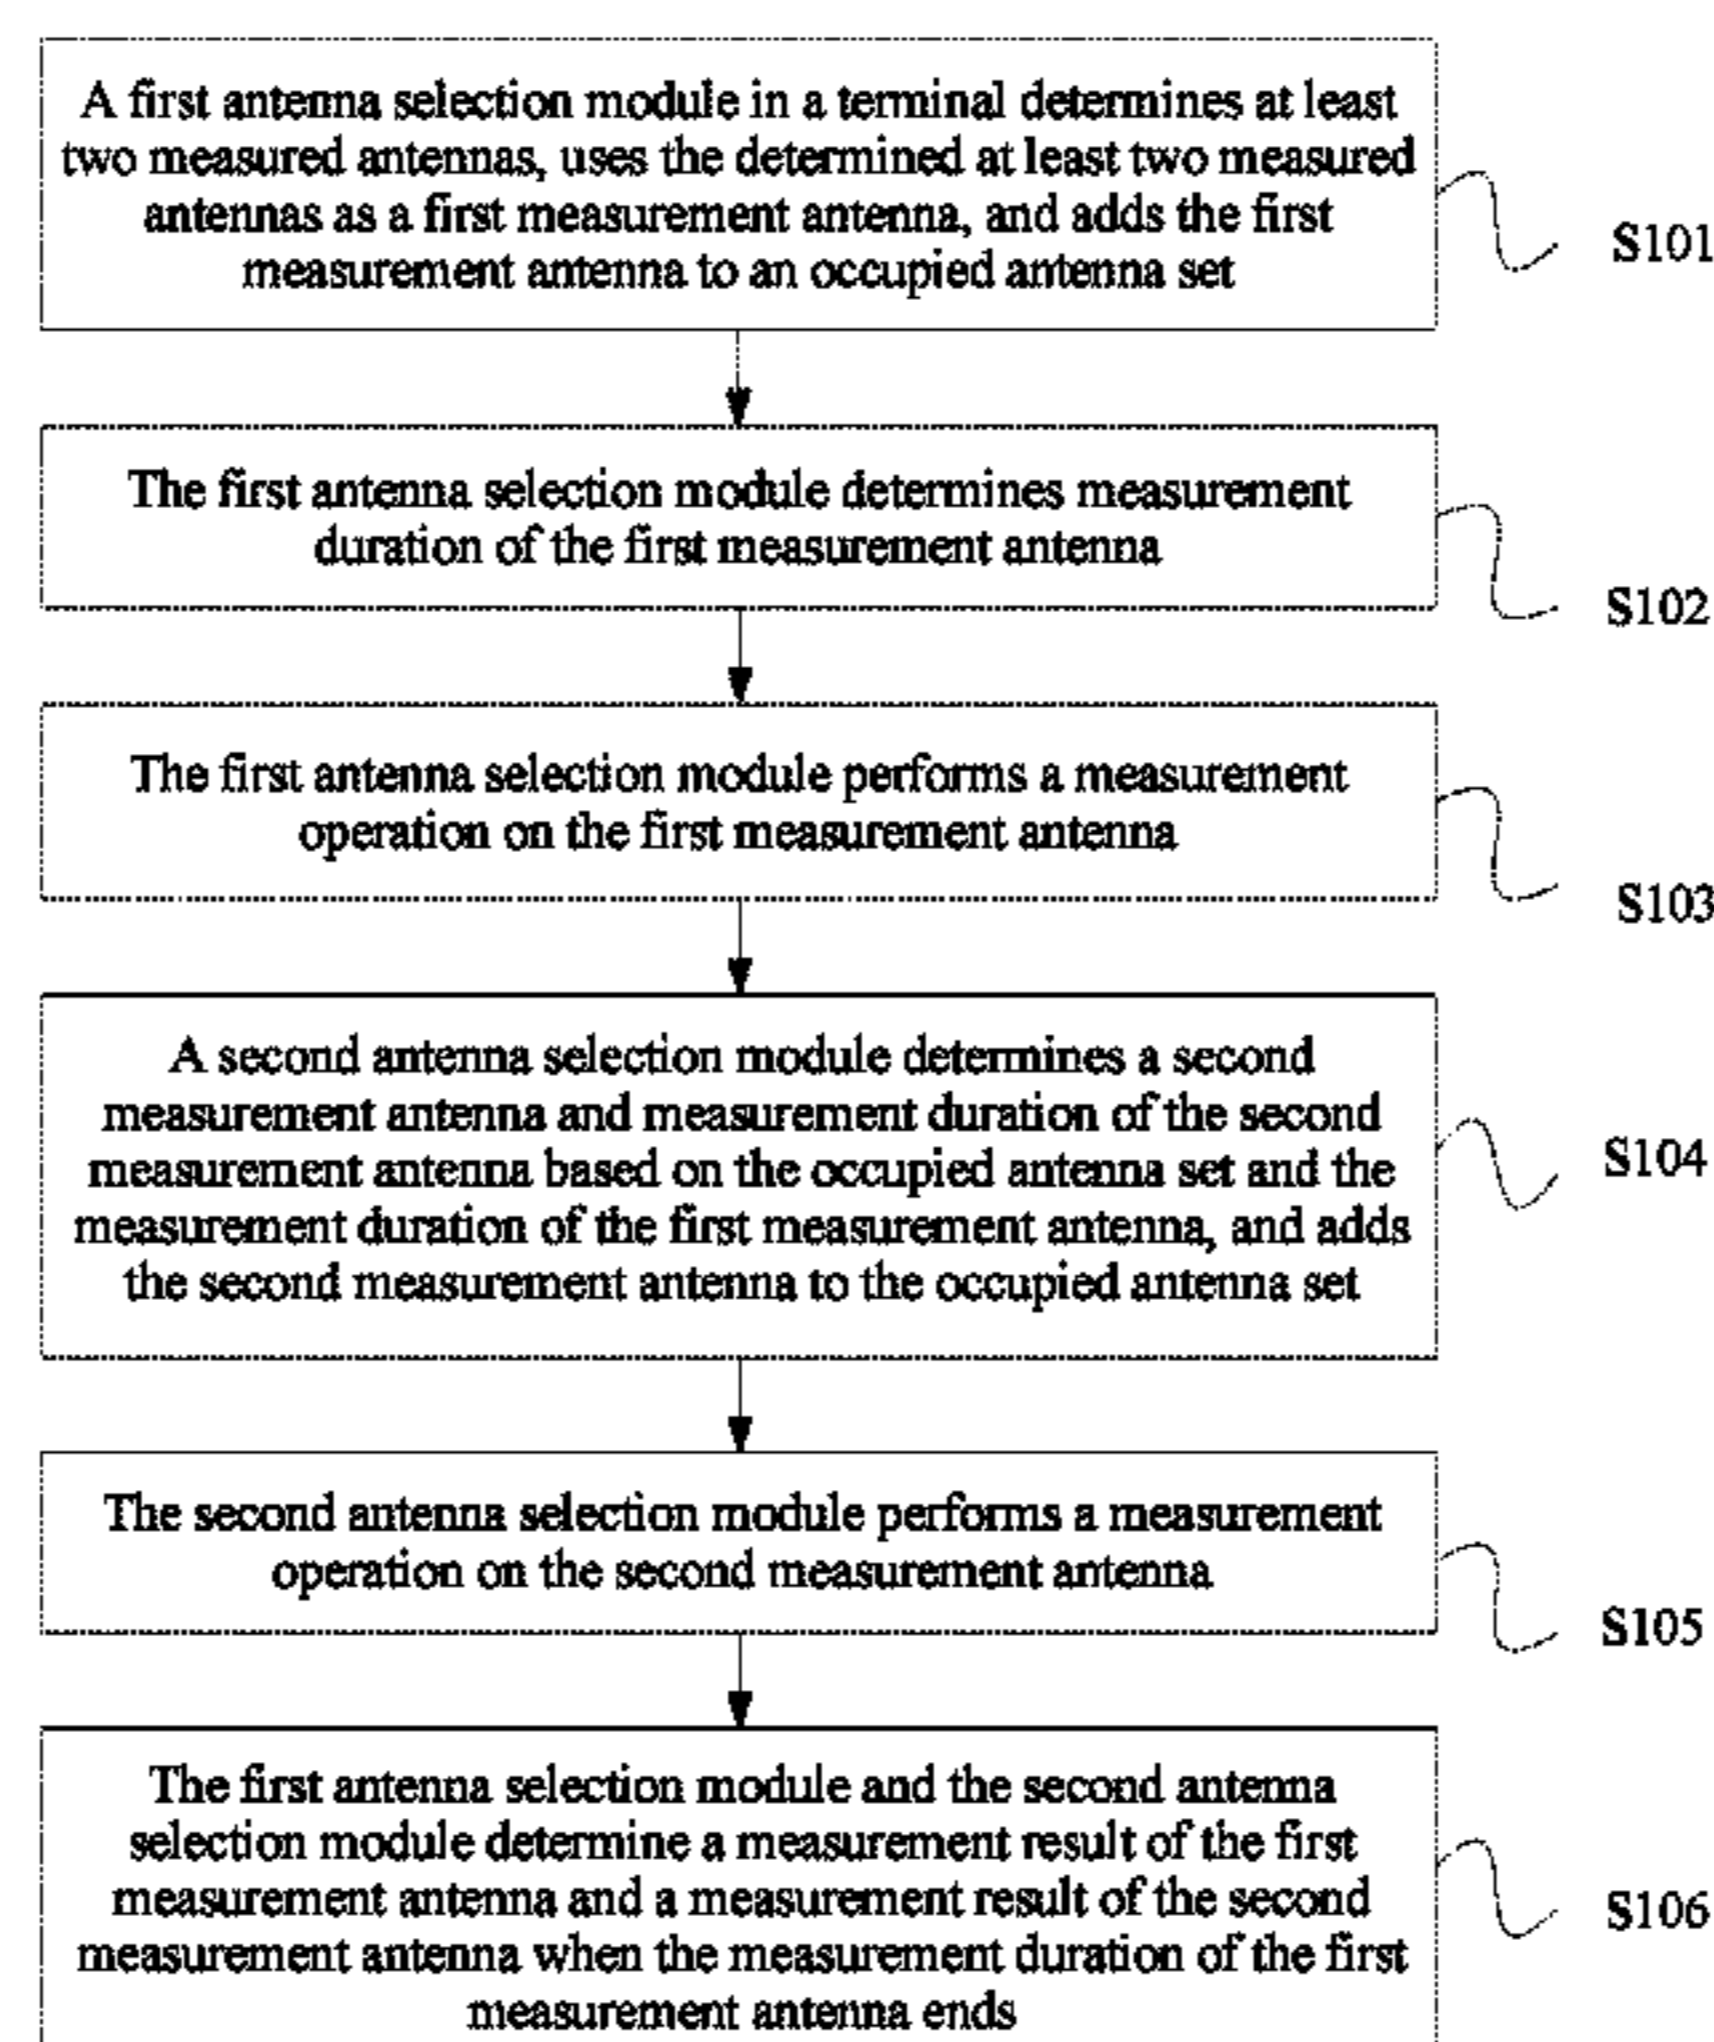 A first antenna selection module in a terminal determines at least
two measured antennas, uses the determined at least two measured
antennas as a first measurement antenna, and adds the first
measurement antenna to an occupied antenna set
S101
The first antenna selection module determines measurement
duration of the first measurement antenna
S102
The first antenna selection module performs a measurement
operation on the first measurement antenna
S103
A second antenna selection module determines a second
measurement antenna and measurement duration of the second
measurement antenna based on the occupied antenna set and the
measurement duration of the first measurement antenna, and adds
the second measurement antenna to the occupied antenna set
S104
The second antenna selection module performs a measurement
operation on the second measurement antenna
S105
The first antenna selection module and the second antenna
selection module determine a measurement result of the first
measurement antenna and a measurement result of the second
measurement antenna when the measurement duration of the first
measurement antenna ends
S106